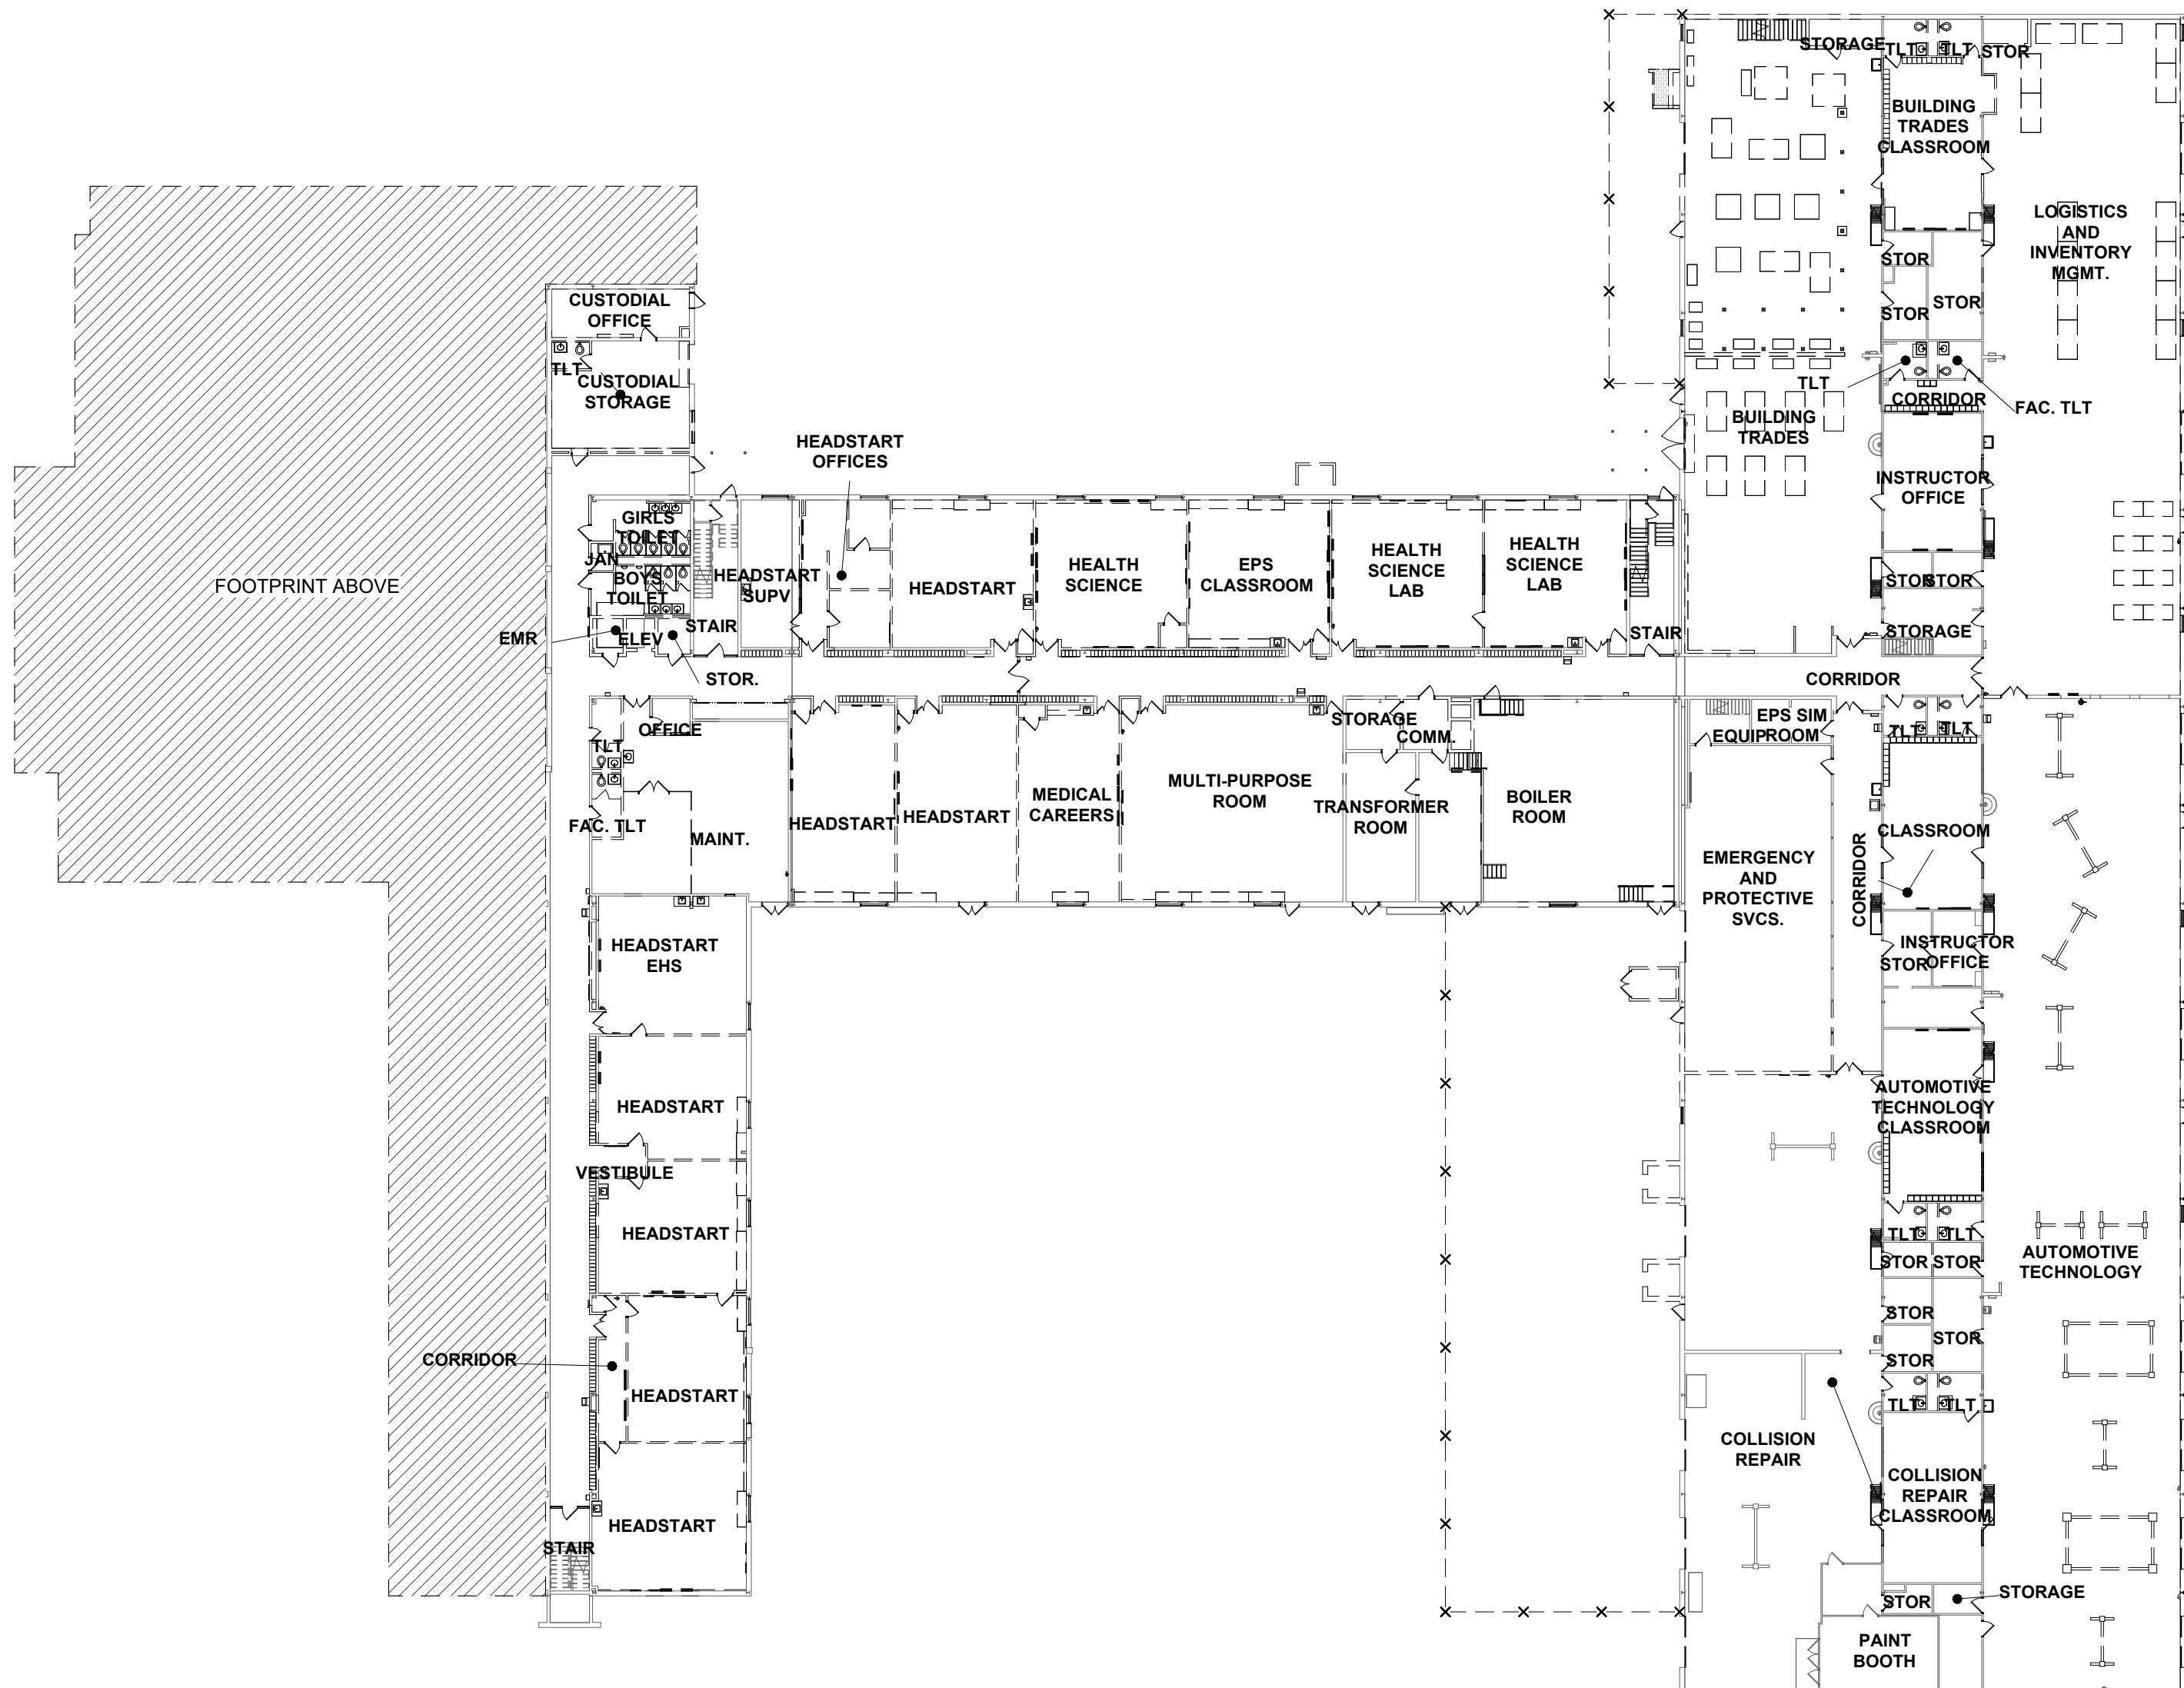 STORAGE
TLT
TLT
STOR
BUILDING
TRADES
CLASSROOM
LOGISTICS
AND
INVENTORY
MGMT.
STOR
STOR
STOR
CUSTODIAL
OFFICE
TLT
CUSTODIAL
STORAGE
TLT
CORRIDOR
FAC. TLT
BUILDING
TRADES
HEADSTART
OFFICES
INSTRUCTOR
OFFICE
GIRLS
TOILET
JAN
BOYS
TOILET
HEADSTART
SUPV
HEADSTART
HEALTH
SCIENCE
EPS
CLASSROOM
HEALTH
SCIENCE
LAB
HEALTH
SCIENCE
LAB
STOR
STOR
FOOTPRINT ABOVE
EMR
ELEV
STAIR
STAIR
STORAGE
STOR.
CORRIDOR
OFFICE
TLT
STORAGE
COMM.
EPS SIM
ROOM
EQUIP
TLT
TLT
MULTI-PURPOSE
ROOM
MEDICAL
CAREERS
TRANSFORMER
ROOM
BOILER
ROOM
HEADSTART
HEADSTART
FAC. TLT
MAINT.
CLASSROOM
CORRIDOR
EMERGENCY
AND
PROTECTIVE
SVCS.
HEADSTART
EHS
INSTRUCTOR
OFFICE
STOR
HEADSTART
AUTOMOTIVE
TECHNOLOGY
CLASSROOM
VESTIBULE
HEADSTART
TLT
TLT
STOR
STOR
AUTOMOTIVE
TECHNOLOGY
STOR
STOR
STOR
CORRIDOR
HEADSTART
TLT
TLT
COLLISION
REPAIR
COLLISION
REPAIR
CLASSROOM
HEADSTART
STAIR
STOR
STORAGE
PAINT
BOOTH